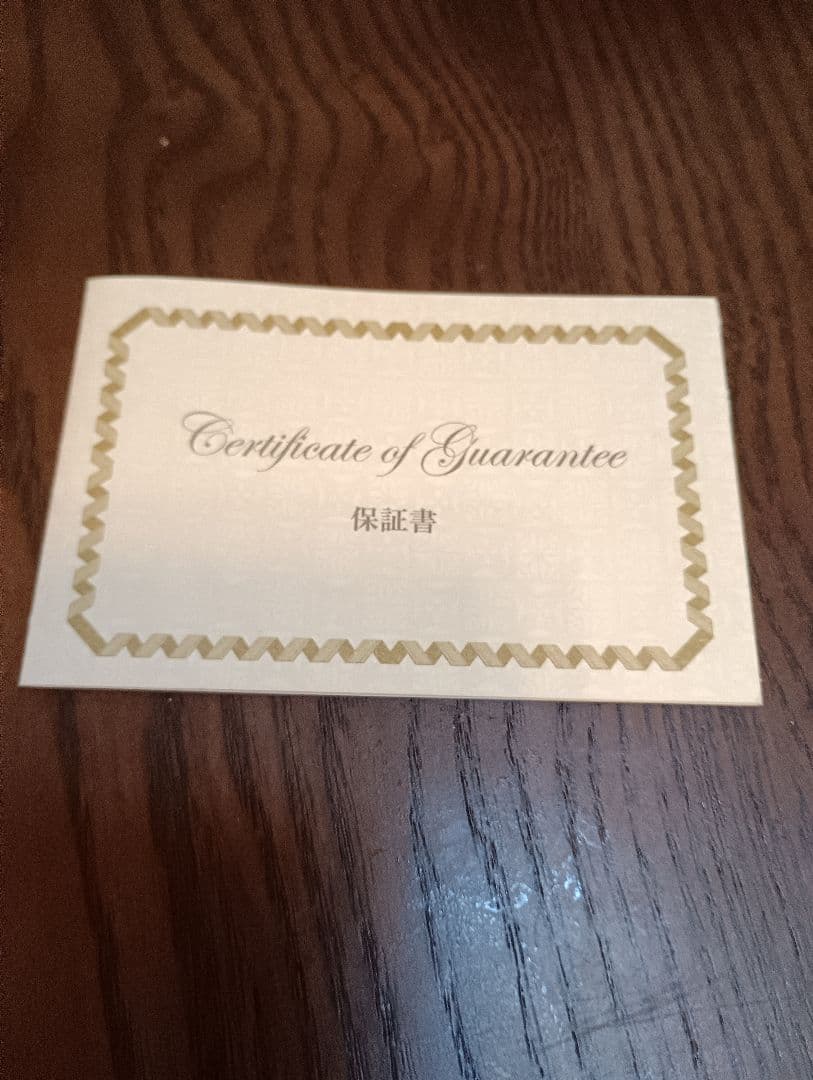 Certificate of Guarantee
保証書